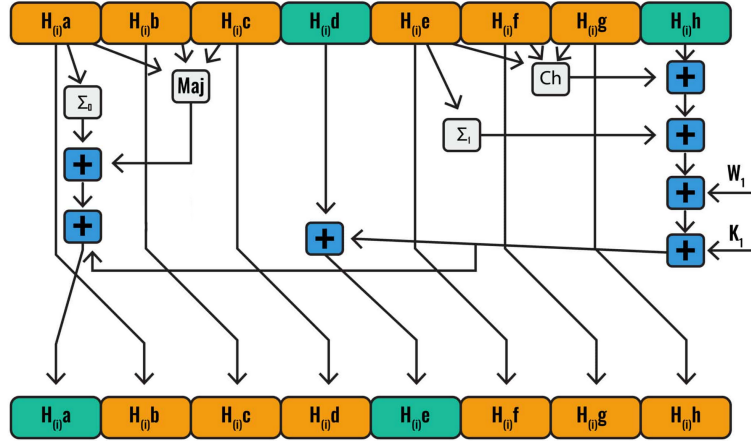 H(i)a H(i)b H(i)c H(i)d H(i)e H(i)f H(i)g H(i)h
Maj Ch +
Σ0
Σ1 +
+ + W1
+ + + K1
H(i)a H(i)b H(i)c H(i)d H(i)e H(i)f H(i)g H(i)h